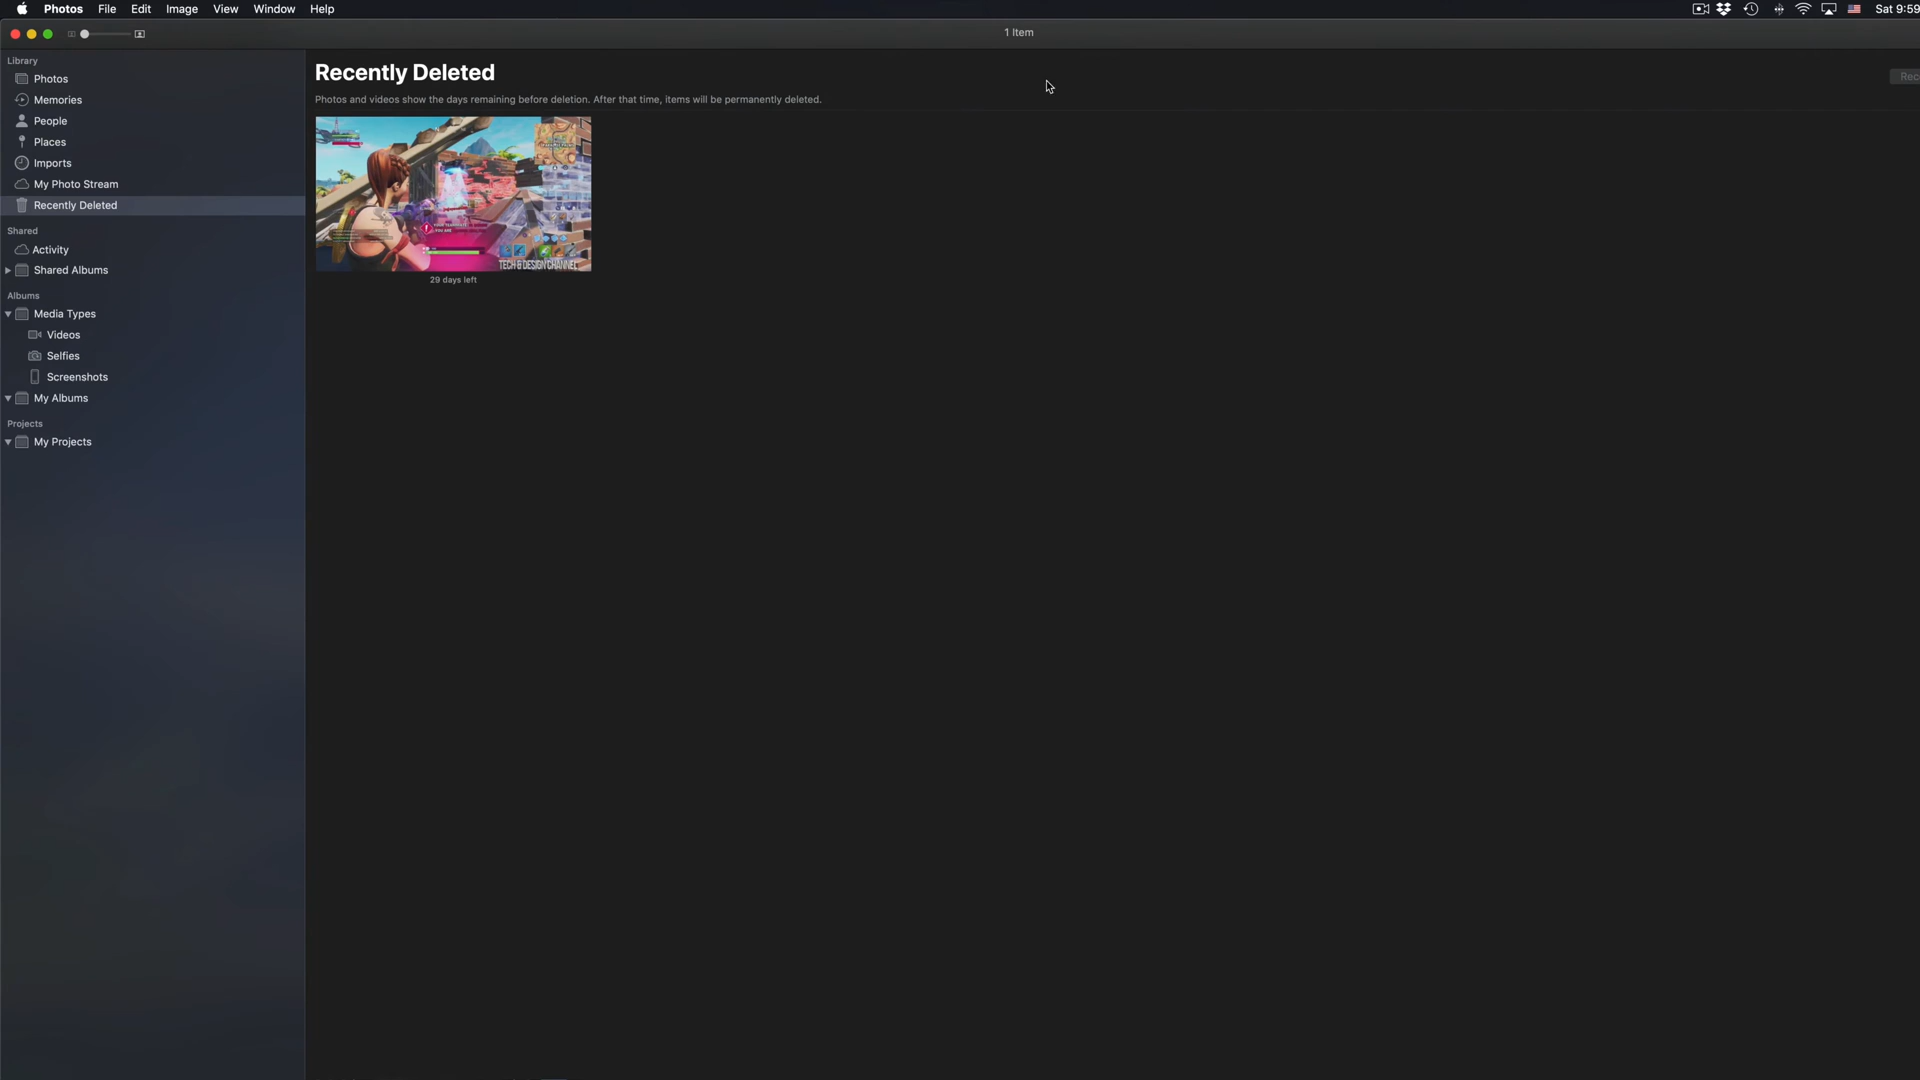 Photos File Edit Image View Window Help
Sat 9:59
1 Item
Library
Photos
Memories
People
Places
Imports
My Photo Stream
Recently Deleted
Shared
Activity
Shared Albums
Albums
Media Types
Videos
Selfies
Screenshots
My Albums
Projects
My Projects
Recently Deleted
Rec
Photos and videos show the days remaining before deletion. After that time, items will be permanently deleted.
TECH & DESIGN CHANNEL
29 days left